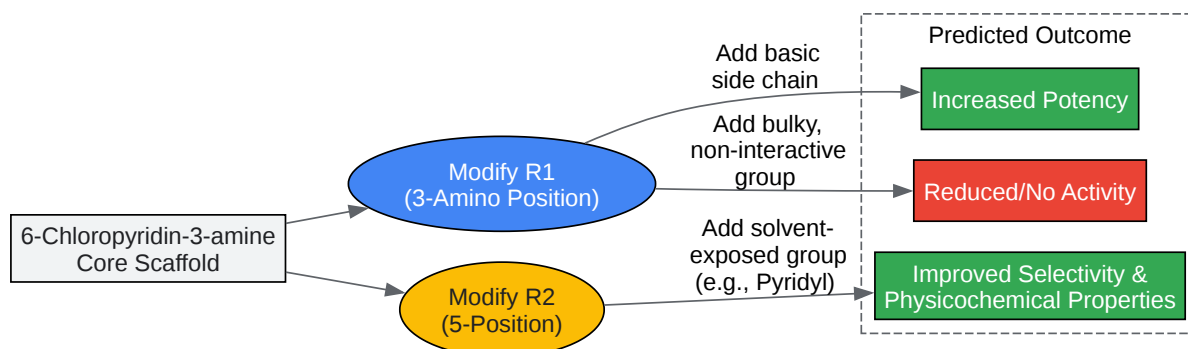 6-Chloropyridin-3-amine
Core Scaffold
Modify R1
(3-Amino Position)
Modify R2
(5-Position)
Add basic
side chain
Add bulky,
non-interactive
group
Add solvent-
exposed group
(e.g., Pyridyl)
Predicted Outcome
Increased Potency
Reduced/No Activity
Improved Selectivity &
Physicochemical Properties